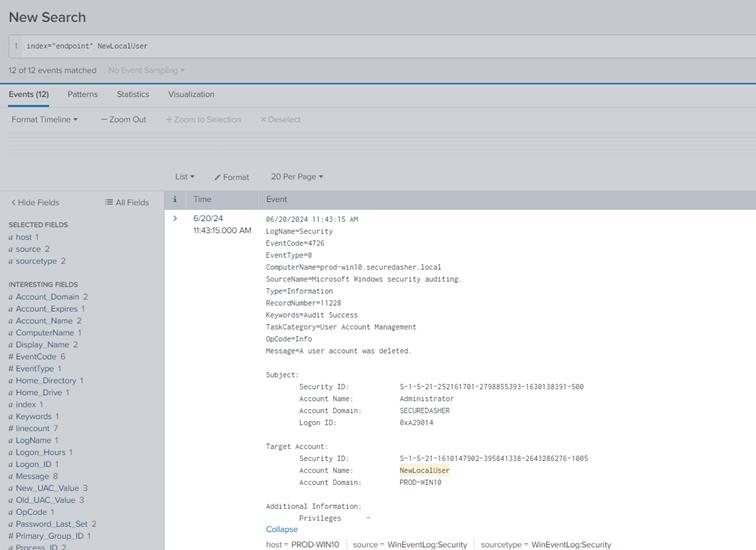 New Search
1 index="endpoint" NewLocalUser
12 of 12 events matched No Event Sampling
Events (12) Patterns Statistics Visualization
Format Timeline — Zoom Out + Zoom to Selection × Deselect
List Format 20 Per Page
< Hide Fields All Fields
i Time Event
SELECTED FIELDS
a host 1
a source 2
a sourcetype 2
INTERESTING FIELDS
a Account_Domain 2
a Account_Expires 1
a Account_Name 2
a ComputerName 1
a Display_Name 2
# EventCode 6
# EventType 1
a Home_Directory 1
a Home_Drive 1
a index 1
a Keywords 1
# linecount 7
a LogName 1
a Logon_Hours 1
a Logon_ID 1
a Message 8
a New_UAC_Value 3
a Old_UAC_Value 3
a OpCode 1
a Password_Last_Set 2
# Primary_Group_ID 1
a Process_ID 2
> 6/20/24
11:43:15.000 AM
06/20/2024 11:43:15 AM
LogName=Security
EventCode=4726
EventType=0
ComputerName=prod-win10.securedasher.local
SourceName=Microsoft Windows security auditing.
Type=Information
RecordNumber=11228
Keywords=Audit Success
TaskCategory=User Account Management
OpCode=Info
Message=A user account was deleted.
Subject:
Security ID: S-1-5-21-252161701-2798855393-1630138391-500
Account Name: Administrator
Account Domain: SECUREDASHER
Logon ID: 0xA29014
Target Account:
Security ID: S-1-5-21-1610147902-395841338-2643286276-1005
Account Name: NewLocalUser
Account Domain: PROD-WIN10
Additional Information:
Privileges -
Collapse
host = PROD-WIN10 source = WinEventLog:Security sourcetype = WinEventLog:Security